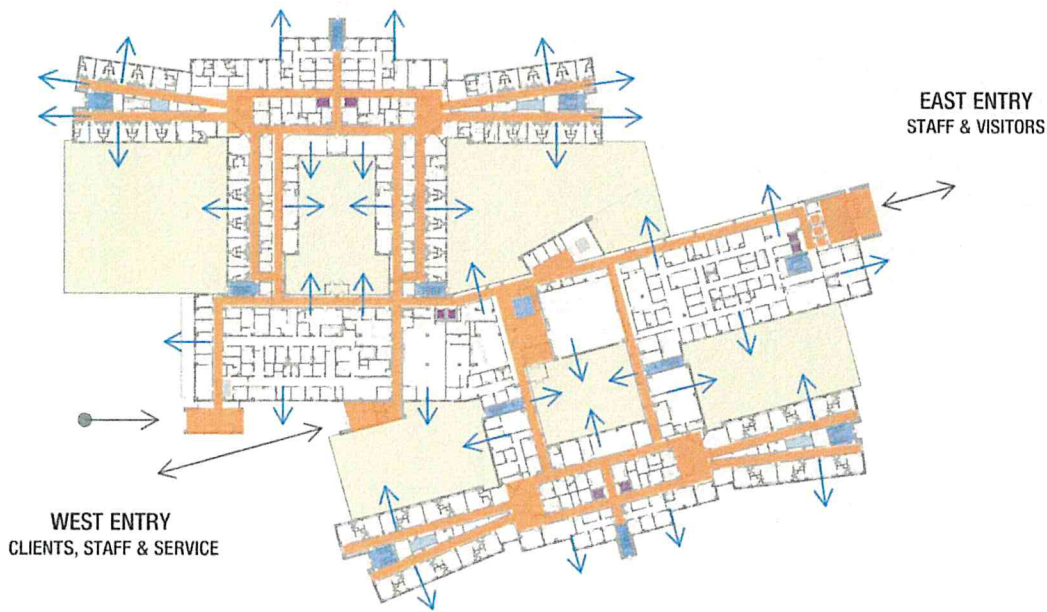 EAST ENTRY
STAFF & VISITORS
WEST ENTRY
CLIENTS, STAFF & SERVICE